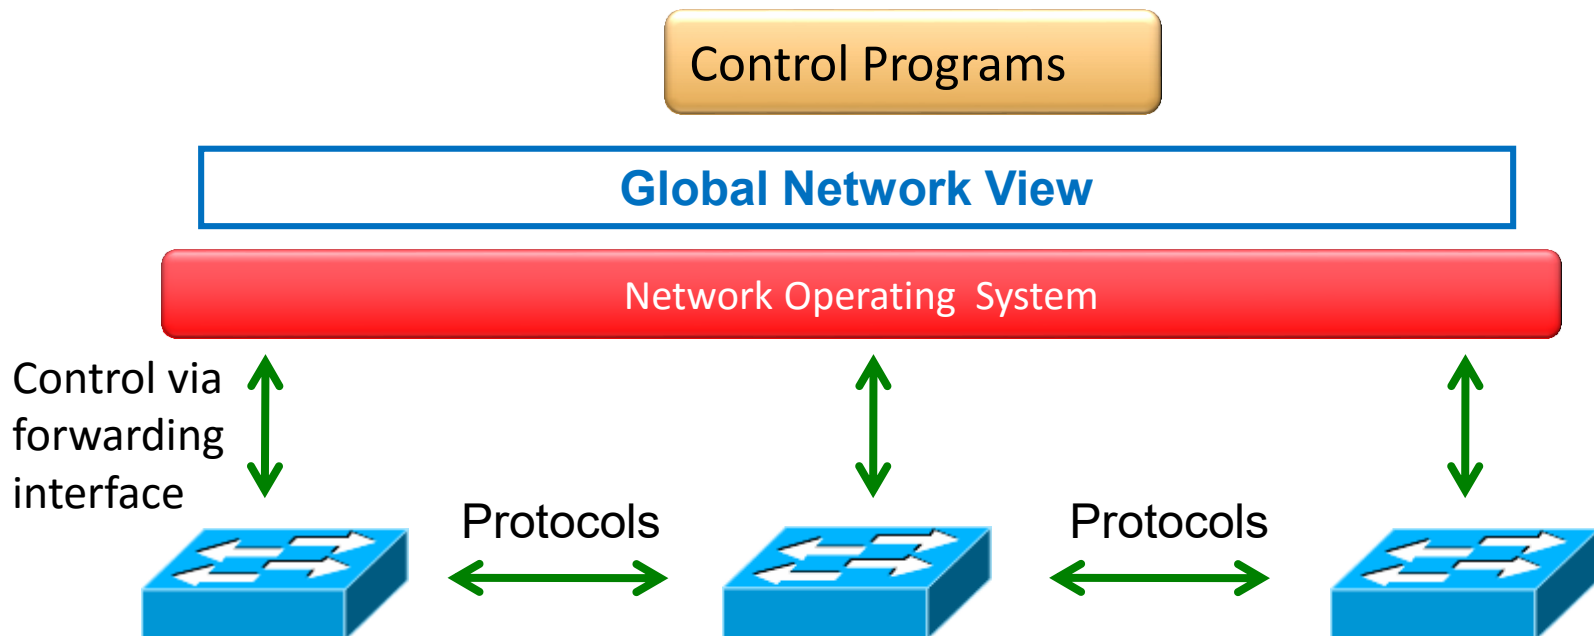 Control Programs
Global Network View
Network Operating  System
Control via
forwarding
interface
Protocols
Protocols